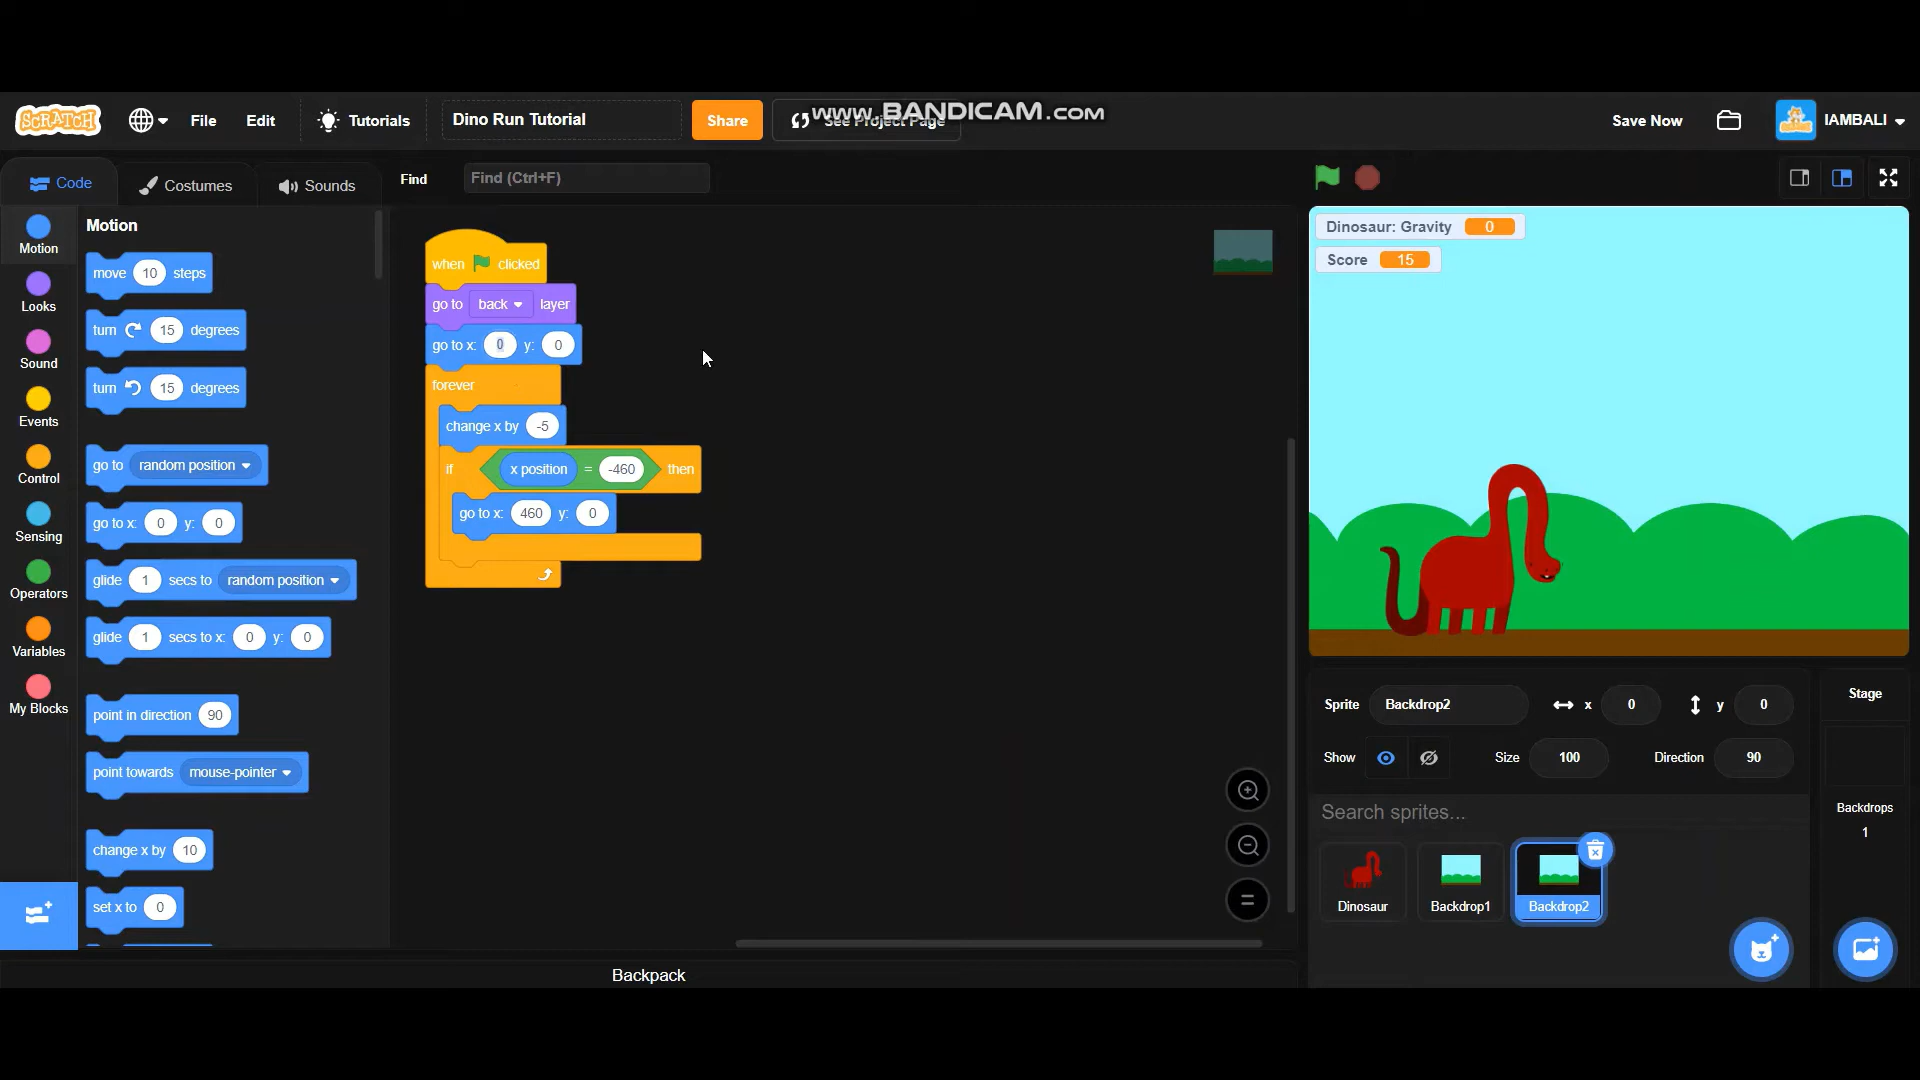 www.BANDICAM.com
SCRATCH
File
Edit
Tutorials
Dino Run Tutorial
Share
See Project Page
Save Now
IAMBALI
Code
Costumes
Sounds
Find
Find (Ctrl+F)
Motion
Looks
Sound
Events
Control
Sensing
Operators
Variables
My Blocks
Motion
move 10 steps
turn 15 degrees
turn 15 degrees
go to random position
go to x: 0 y: 0
glide 1 secs to random position
glide 1 secs to x: 0 y: 0
point in direction 90
point towards mouse-pointer
change x by 10
set x to 0
when clicked
go to back layer
go to x: 0 y: 0
forever
change x by -5
if x position = -460 then
go to x: 460 y: 0
Backpack
Dinosaur: Gravity 0
Score 15
Sprite Backdrop2 x 0 y 0
Show Size 100 Direction 90
Search sprites...
Dinosaur
Backdrop1
Backdrop2
Stage
Backdrops
1